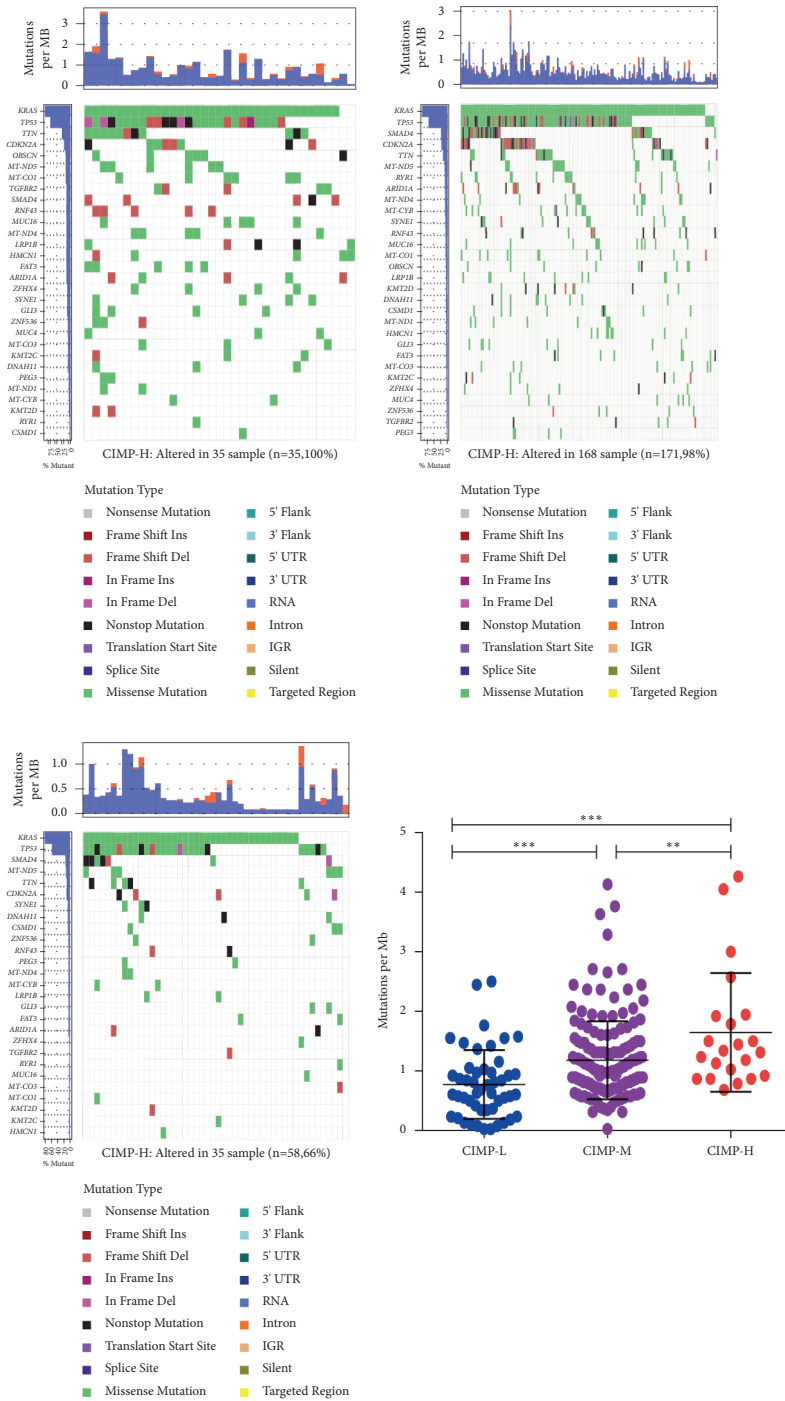 Mutations
per MB
3
2
1
0
KRAS
TP53
TTN
CDKN2A
OBSCN
MT-ND5
MT-CO1
TGFBR2
SMAD4
RNF43
MUC16
MT-ND4
LRP1B
HMCN1
FAT3
ARID1A
ZFHX4
SYNE1
GLI3
ZNF536
MUC4
MT-CO3
KMT2C
DNAH11
PEG3
MT-ND1
MT-CYB
KMT2D
RYR1
CSMD1
75
50
25
0
% Mutant
CIMP-H: Altered in 35 sample (n=35,100%)
Mutation Type
Nonsense Mutation
Frame Shift Ins
Frame Shift Del
In Frame Ins
In Frame Del
Nonstop Mutation
Translation Start Site
Splice Site
Missense Mutation
5' Flank
3' Flank
5' UTR
3' UTR
RNA
Intron
IGR
Silent
Targeted Region
Mutations
per MB
3
2
1
0
KRAS
TP53
SMAD4
CDKN2A
TTN
MT-ND5
RYR1
ARID1A
MT-ND4
MT-CYB
SYNE1
RNF43
MUC16
MT-CO1
OBSCN
LRP1B
KMT2D
DNAH11
CSMD1
MT-ND1
HMCN1
GLI3
FAT3
MT-CO3
KMT2C
ZFHX4
MUC4
ZNF536
TGFBR2
PEG3
75
50
25
0
% Mutant
CIMP-H: Altered in 168 sample (n=171,98%)
Mutation Type
Nonsense Mutation
Frame Shift Ins
Frame Shift Del
In Frame Ins
In Frame Del
Nonstop Mutation
Translation Start Site
Splice Site
Missense Mutation
5' Flank
3' Flank
5' UTR
3' UTR
RNA
Intron
IGR
Silent
Targeted Region
Mutations
per MB
1.0
0.5
0.0
KRAS
TP53
SMAD4
MT-ND5
TTN
CDKN2A
SYNE1
DNAH11
CSMD1
ZNF536
RNF43
PEG3
MT-ND4
MT-CYB
LRP1B
GLI3
FAT3
ARID1A
ZFHX4
TGFBR2
RYR1
MUC16
MT-CO3
MT-CO1
KMT2D
KMT2C
HMCN1
80
60
40
20
0
% Mutant
CIMP-H: Altered in 35 sample (n=58,66%)
Mutation Type
Nonsense Mutation
Frame Shift Ins
Frame Shift Del
In Frame Ins
In Frame Del
Nonstop Mutation
Translation Start Site
Splice Site
Missense Mutation
5' Flank
3' Flank
5' UTR
3' UTR
RNA
Intron
IGR
Silent
Targeted Region
Mutations per Mb
5
4
3
2
1
0
***
***
**
CIMP-L
CIMP-M
CIMP-H